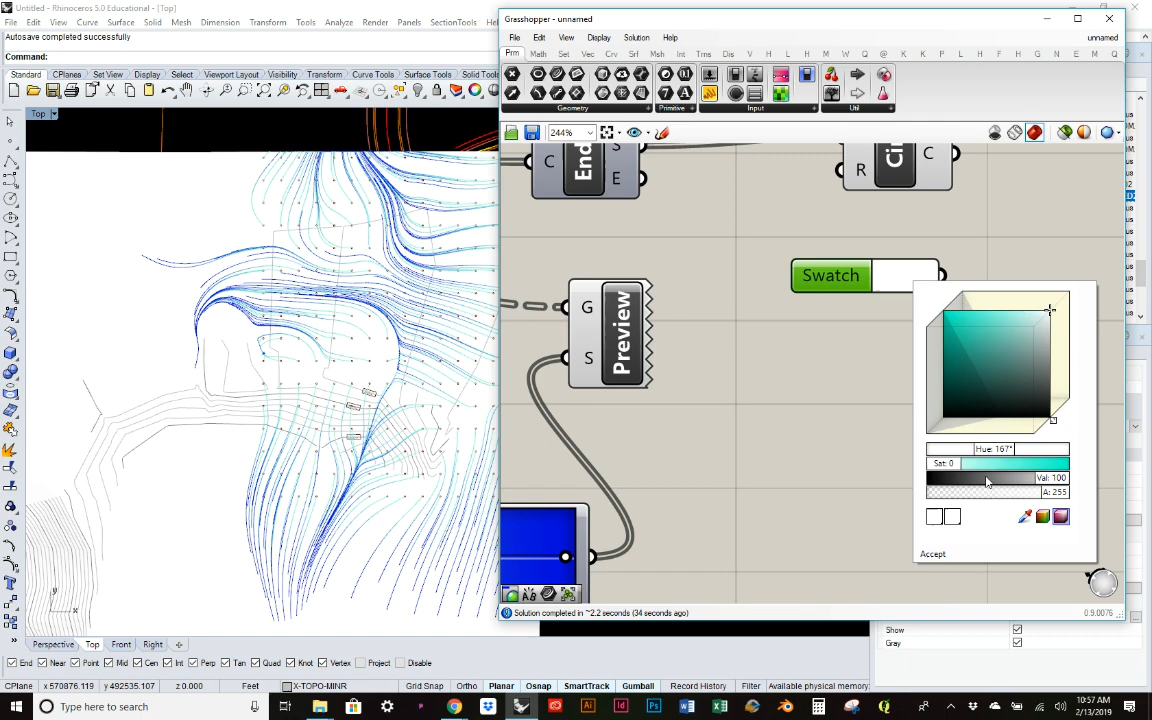 Untitled - Rhinoceros 5.0 Educational - [Top]
File Edit View Curve Surface Solid Mesh Dimension Transform Tools Analyze Render Panels SectionTools
Autosave completed successfully
Command:
Standard CPlanes Set View Display Select Viewport Layout Visibility Transform Curve Tools Surface Tools Solid Tools
Top
Grasshopper - unnamed
File Edit View Display Solution Help unnamed
Prm Math Set Vec Crv Srf Msh Int Trns Dis V H L H M W Q @ K K P L H F H G N E M Q
Geometry Primitive Input Util
244%
C End S E
R Cir C
G S Preview
Swatch
Hue: 167°
Sat: 0
Val: 100
A: 255
Accept
Solution completed in ~2.2 seconds (34 seconds ago) 0.9.0076
Show
Gray
y
x
Perspective Top Front Right
End Near Point Mid Cen Int Perp Tan Quad Knot Vertex Project Disable
CPlane x 570876.119 y 492535.107 z 0.000 Feet X-TOPO-MINR Grid Snap Ortho Planar Osnap SmartTrack Gumball Record History Filter Available physical memory:
Type here to search
10:57 AM
2/13/2019